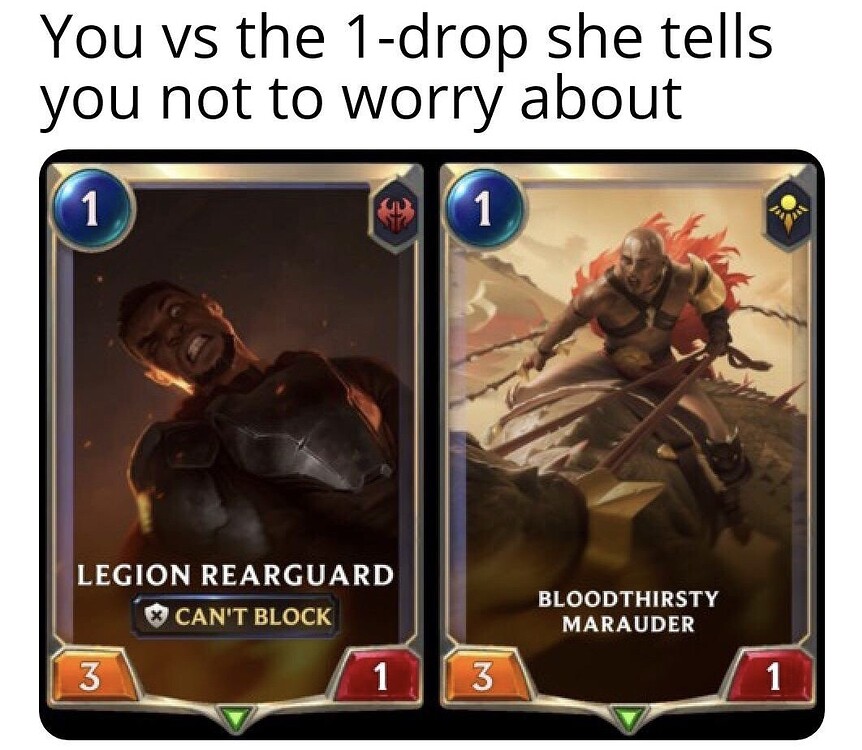 You vs the 1-drop she tells
you not to worry about
1
LEGION REARGUARD
CAN'T BLOCK
3
1
1
BLOODTHIRSTY
MARAUDER
3
1